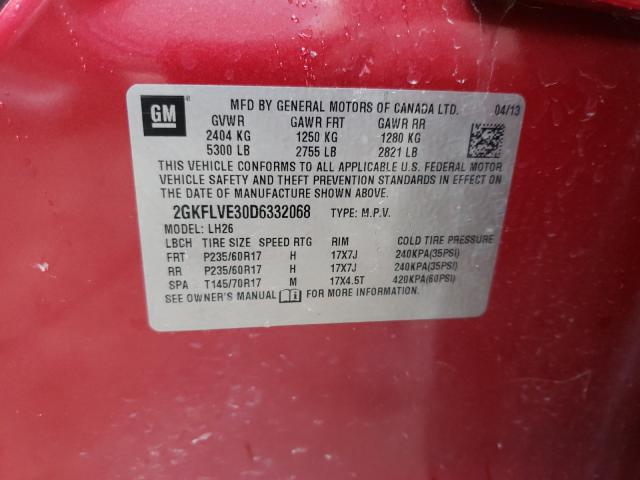 GM
MFD BY GENERAL MOTORS OF CANADA LTD. 04/13
GVWR GAWR FRT GAWR RR
2404 KG 1250 KG 1280 KG
5300 LB 2755 LB 2821 LB
THIS VEHICLE CONFORMS TO ALL APPLICABLE U.S. FEDERAL MOTOR
VEHICLE SAFETY AND THEFT PREVENTION STANDARDS IN EFFECT ON
THE DATE OF MANUFACTURE SHOWN ABOVE.
2GKFLVE30D6332068 TYPE: M.P.V.
MODEL: LH26
LBCH TIRE SIZE SPEED RTG RIM COLD TIRE PRESSURE
FRT P235/60R17 H 17X7J 240KPA(35PSI)
RR P235/60R17 H 17X7J 240KPA(35PSI)
SPA T145/70R17 M 17X4.5T 420KPA(60PSI)
SEE OWNER'S MANUAL FOR MORE INFORMATION.